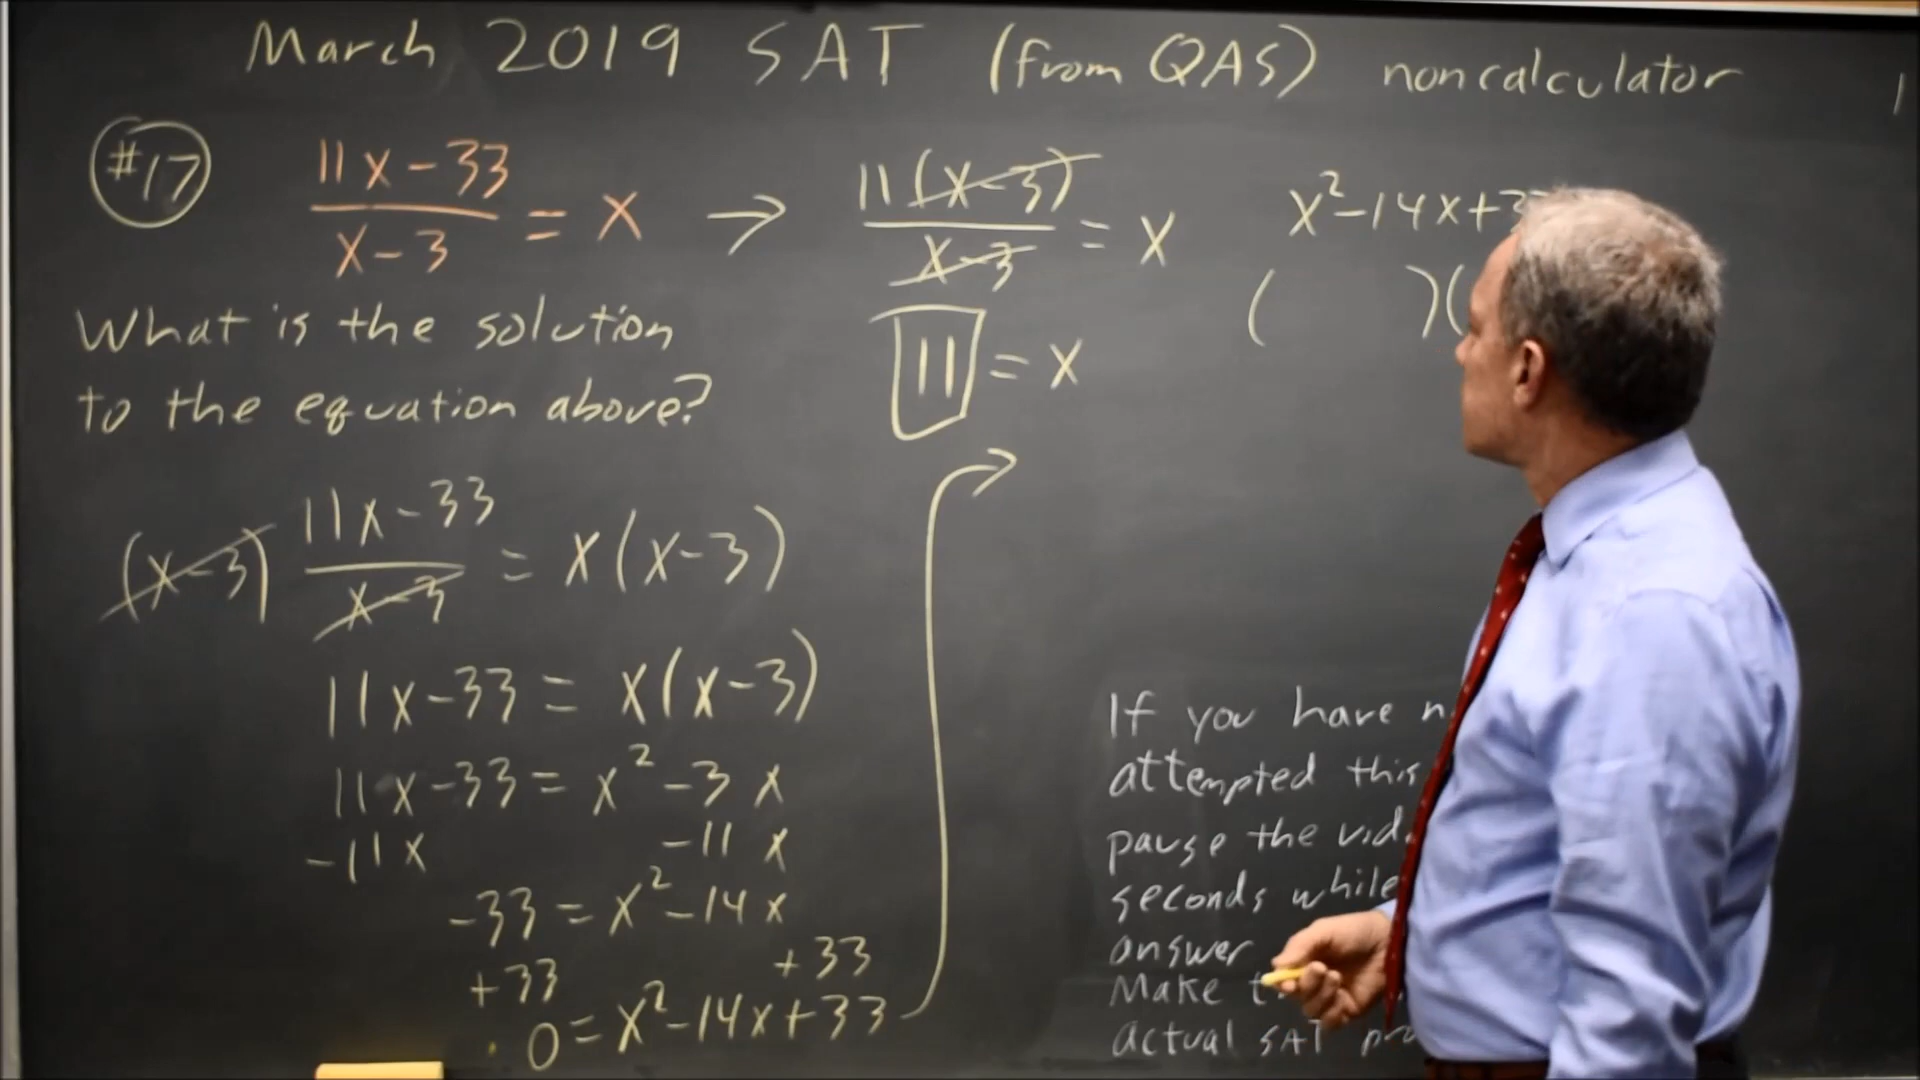 March 2019 SAT (from QAS) noncalculator 1
#17
11x-33
x-3
= x → 11(x-3)
x-3
= x
11 = x
What is the solution
to the equation above?
(x-3) 11x-33
x-3
= x(x-3)
11x-33 = x(x-3)
11x-33 = x²-3x
-11x -11x
-33 = x²-14x
+33 +33
0 = x²-14x+33
x²-14x+
( )(
If you have
attempted this
pause the
seconds while
answer
Make
actual SAT